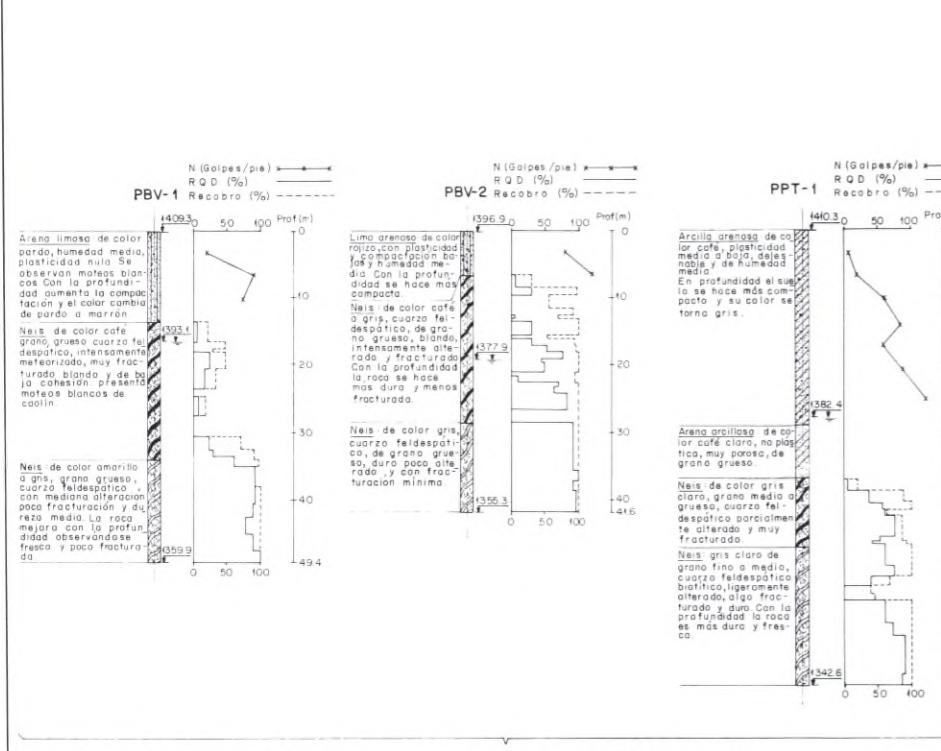 N (Golpes/pie)
R Q D (%)
PBV-1 Recobro (%)
1409.3 0 50 100 Prof(m)
0
10
20
30
40
49.4
Arena limosa de color
pardo, humedad media,
plasticidad nula Se
observan moteos blan-
cos Con la profundi-
dad aumenta la compac
tación y el color cambia
de pardo a marrón
Neis de color café
grano, grueso cuarzo fel
despático, intensamente
meteorizado, muy frac-
turado blando y de ba
ja cohesión. presenta
moteos blancos de
caolín.
Neis de color amarillo
a gris, grano grueso,
cuarzo feldespático
con mediana alteración
poca fracturación y du
reza media. La roca
mejora con la profun
didad observándose
fresca y poco fractura-
da
1393.1
1359.9
0 50 100
N (Golpes/pie)
R Q D (%)
PBV-2 Recobro (%)
1396.9 0 50 100 Prof(m)
0
10
20
30
40
41.6
Limo arenoso de color
rojizo, con plasticidad
y compactación ba-
jas y humedad me-
dia Con la profun-
didad se hace mas
compacta.
Neis de color café
a gris, cuarzo fel-
despático, de gra-
no grueso, blando,
intensamente alte-
rado y fracturado
Con la profundidad
la roca se hace
mas dura y menos
fracturada.
Neis de color gris,
cuarzo feldespáti-
co, de grano grue-
so, duro poco alte
rado, y con frac-
turación mínima
1377.9
1355.3
0 50 100
N (Golpes/pie)
R Q D (%)
PPT-1 Recobro (%)
1410.3 0 50 100 Pro
Arcilla arenosa de co
lor café, plasticidad
media a baja, deles-
nable y de humedad
media
En profundidad el sue
lo se hace más com-
pacto y su color se
torna gris.
Arena arcillosa de co-
lor café claro, no plás
tica, muy porosa, de
grano grueso.
Neis de color gris
claro, grano medio a
grueso, cuarzo fel-
despático parcialmen
te alterado y muy
fracturado.
Neis gris claro de
grano fino a medio,
cuarzo feldespático
biotítico, ligeramente
alterado, algo frac-
turado y duro. Con la
profundidad la roca
es más dura y fres-
ca.
1382.4
1342.6
0 50 100